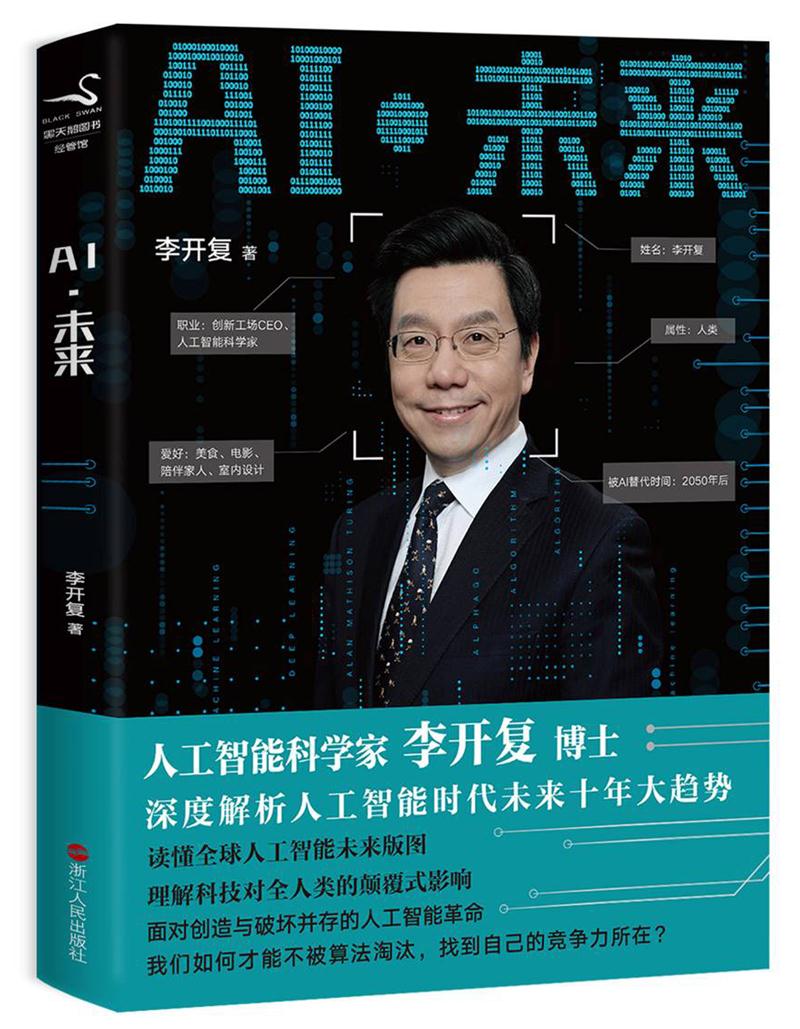 AI·未来
李开复 著
姓名：李开复
职业：创新工场CEO、
人工智能科学家
属性：人类
爱好：美食、电影、
陪伴家人、室内设计
被AI替代时间：2050年后
MACHINE LEARNING
DEEP LEARNING
ALAN MATHISON TURING
ALPHAGO
ALGORITHM
ALGORITHM
machine learning
人工智能科学家 李开复 博士
深度解析人工智能时代未来十年大趋势
读懂全球人工智能未来版图
理解科技对全人类的颠覆式影响
面对创造与破坏并存的人工智能革命
我们如何才能不被算法淘汰，找到自己的竞争力所在？
BLACK SWAN
黑天鹅图书
经管馆
AI·未来
李开复 著
浙江人民出版社